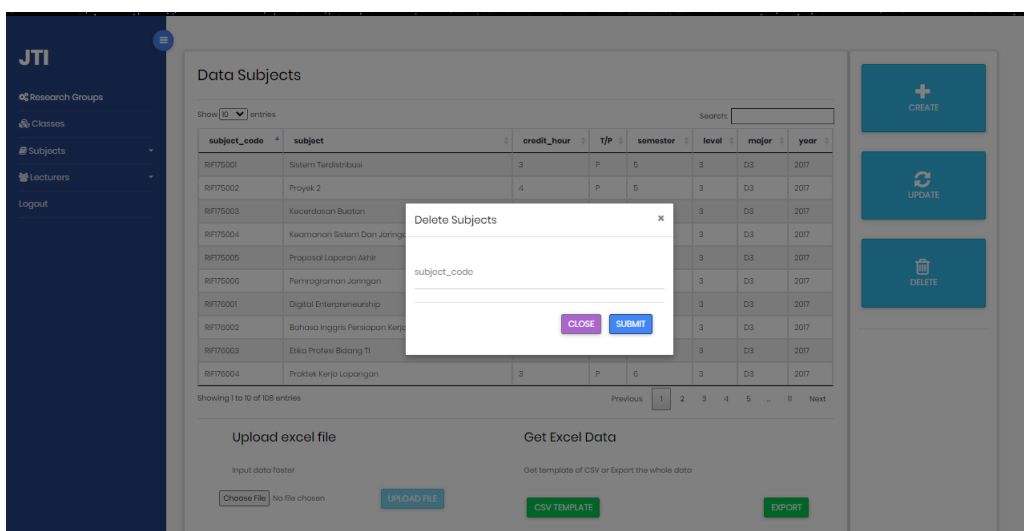 JTI
Research Groups
Classes
Subjects
Lecturers
Logout
Data Subjects
Show 10 entries
Search:
subject_code subject credit_hour T/P semester level major year
RIF175001 Sistem Terdistribusi 3 P 5 3 D3 2017
RIF175002 Proyek 2 4 P 5 3 D3 2017
RIF175003 Kecerdasan Buatan 3 D3 2017
RIF175004 Keamanan Sistem Dan Jaringa 3 D3 2017
RIF175005 Proposal Laporan Akhir 3 D3 2017
RIF175006 Pemrograman Jaringan 3 D3 2017
RIF176001 Digital Enterpreneurship 3 D3 2017
RIF176002 Bahasa Inggris Persiapan Kerja 3 D3 2017
RIF176003 Etika Profesi Bidang TI 3 D3 2017
RIF176004 Praktek Kerja Lapangan 3 P 6 3 D3 2017
Showing 1 to 10 of 108 entries
Previous 1 2 3 4 5 … 11 Next
Delete Subjects ×
subject_code
CLOSE SUBMIT
Upload excel file
Input data faster
Choose File No file chosen UPLOAD FILE
Get Excel Data
Get template of CSV or Export the whole data
CSV TEMPLATE EXPORT
CREATE
UPDATE
DELETE